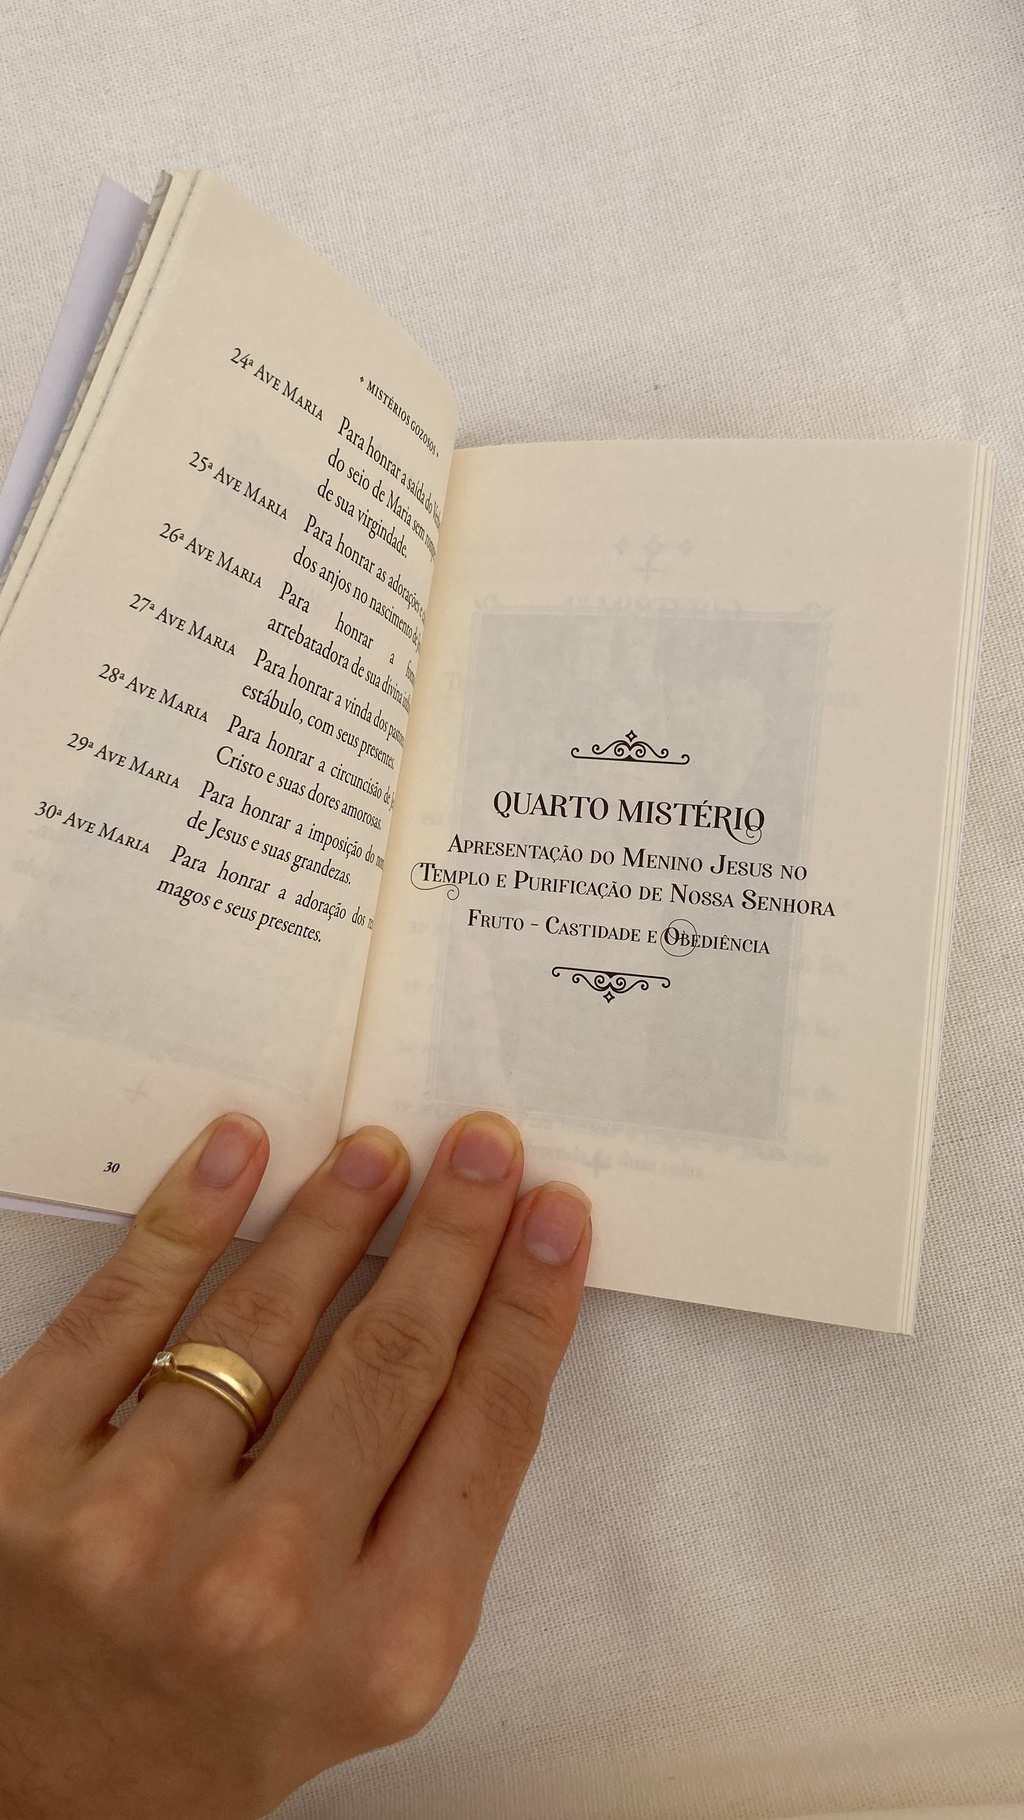 ✦ MISTÉRIOS GOZOSOS ✦
24ª AVE MARIA Para honrar a saída do
do seio de Maria sem
de sua virgindade.
25ª AVE MARIA Para honrar as adorações e
dos anjos no nascimento de
26ª AVE MARIA Para honrar a
arrebatadora de sua divina
27ª AVE MARIA Para honrar a vinda dos
estábulo, com seus presentes.
28ª AVE MARIA Para honrar a circuncisão de
Cristo e suas dores amorosas.
29ª AVE MARIA Para honrar a imposição do
de Jesus e suas grandezas.
30ª AVE MARIA Para honrar a adoração dos
magos e seus presentes.
30
QUARTO MISTÉRIO
APRESENTAÇÃO DO MENINO JESUS NO
TEMPLO E PURIFICAÇÃO DE NOSSA SENHORA
FRUTO - CASTIDADE E OBEDIÊNCIA